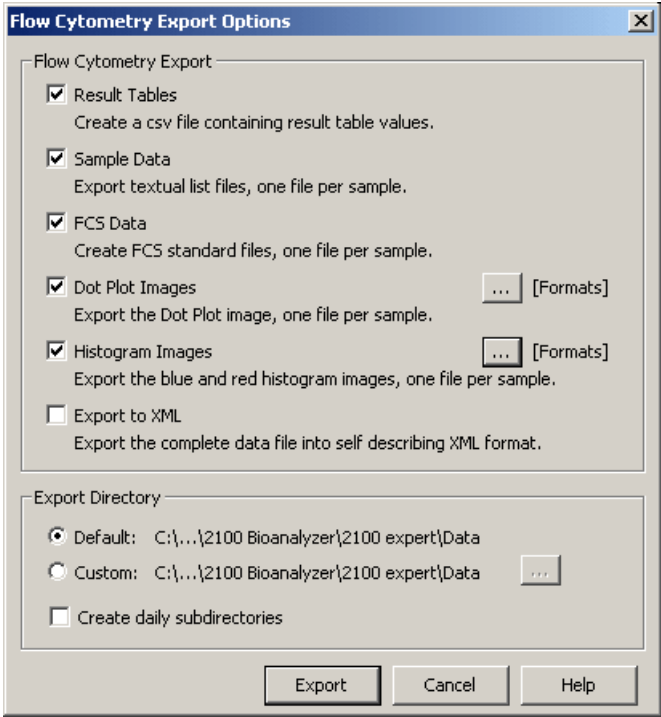 Flow Cytometry Export Options
Flow Cytometry Export
Result Tables
Create a csv file containing result table values.
Sample Data
Export textual list files, one file per sample.
FCS Data
Create FCS standard files, one file per sample.
Dot Plot Images ... [Formats]
Export the Dot Plot image, one file per sample.
Histogram Images ... [Formats]
Export the blue and red histogram images, one file per sample.
Export to XML
Export the complete data file into self describing XML format.
Export Directory
Default: C:\...\2100 Bioanalyzer\2100 expert\Data
Custom: C:\...\2100 Bioanalyzer\2100 expert\Data ...
Create daily subdirectories
Export Cancel Help